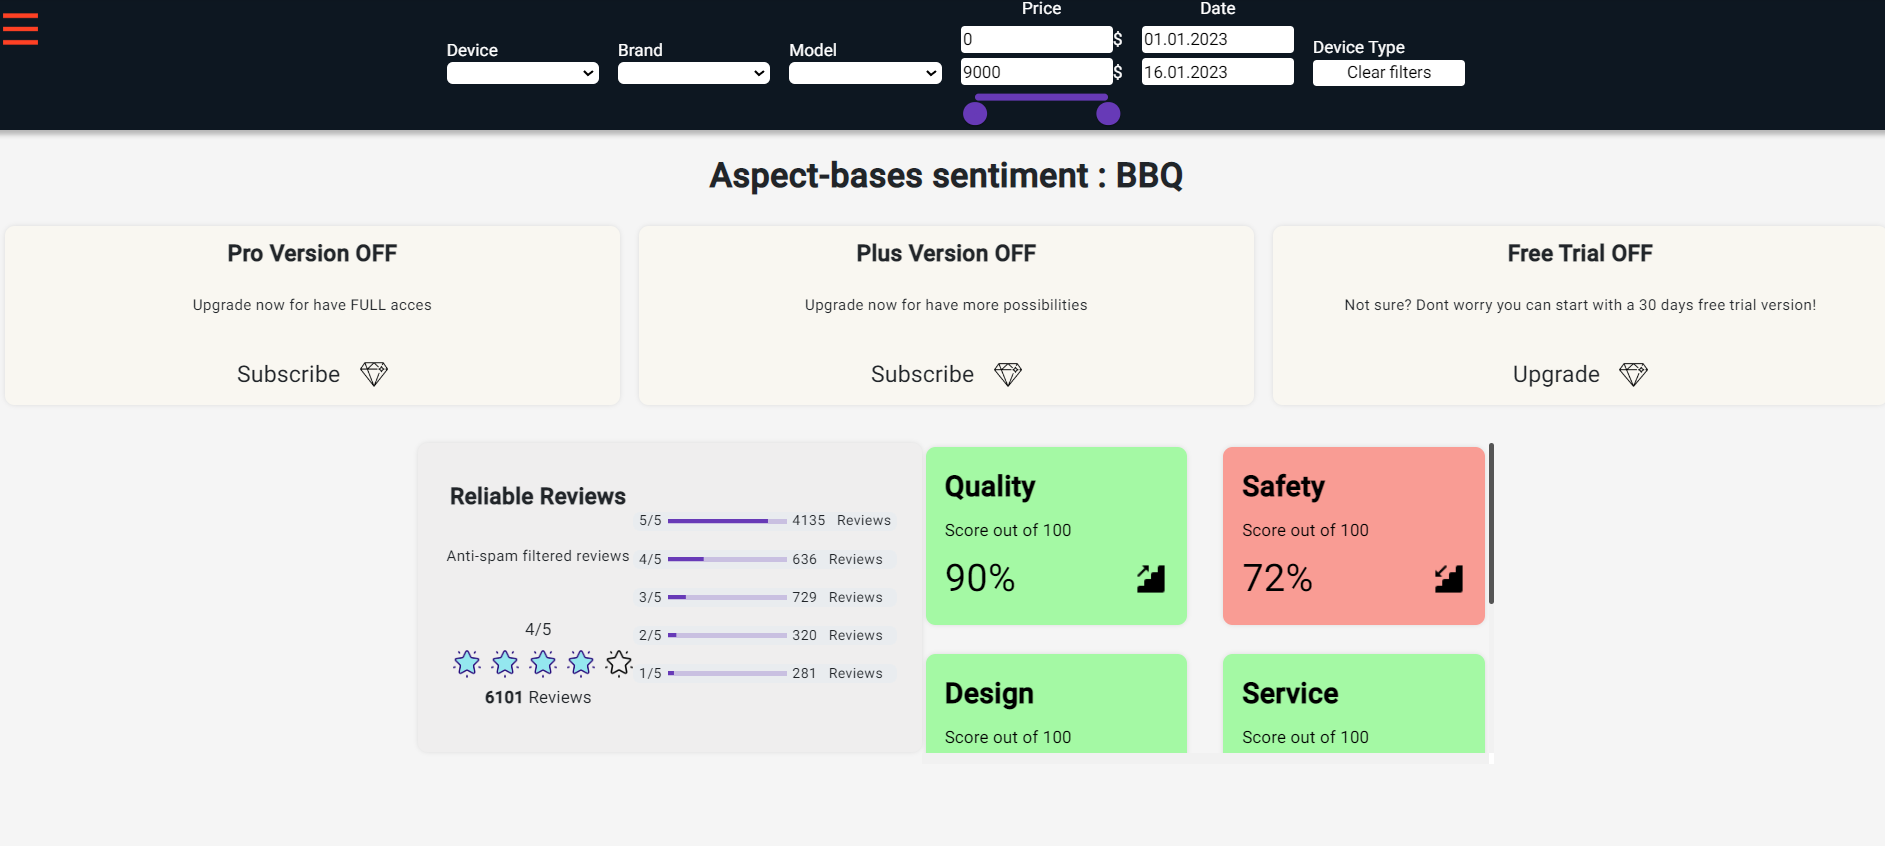 Price
Date
Device
Brand
Model
0
$
01.01.2023
Device Type
9000
$
16.01.2023
Clear filters
Aspect-bases sentiment : BBQ
Pro Version OFF
Upgrade now for have FULL acces
Subscribe
Plus Version OFF
Upgrade now for have more possibilities
Subscribe
Free Trial OFF
Not sure? Dont worry you can start with a 30 days free trial version!
Upgrade
Reliable Reviews
Anti-spam filtered reviews
4/5
6101 Reviews
5/5 4135 Reviews
4/5 636 Reviews
3/5 729 Reviews
2/5 320 Reviews
1/5 281 Reviews
Quality
Score out of 100
90%
Safety
Score out of 100
72%
Design
Score out of 100
Service
Score out of 100